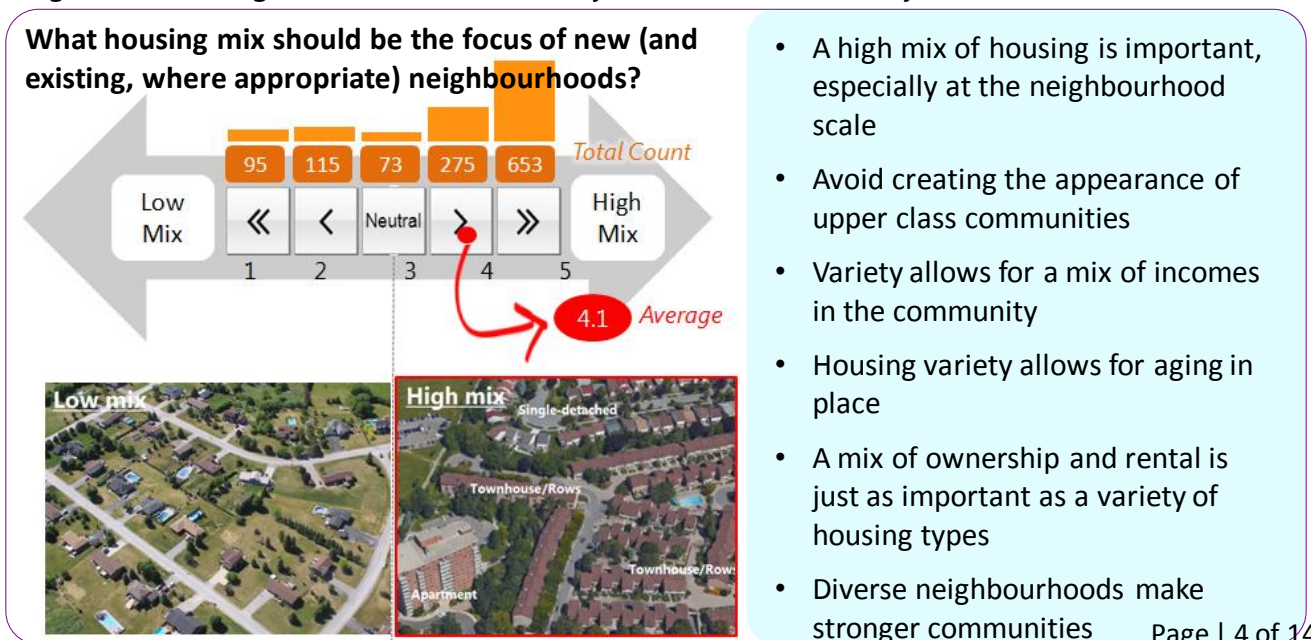 What housing mix should be the focus of new (and
existing, where appropriate) neighbourhoods?
95 115 73 275 653 Total Count
Low
Mix
« < Neutral > »
High
Mix
1 2 3 4 5
4.1 Average
Low mix
High mix
Single-detached
Townhouse/Rows
Townhouse/Rows
Apartment
• A high mix of housing is important,
especially at the neighbourhood
scale
• Avoid creating the appearance of
upper class communities
• Variety allows for a mix of incomes
in the community
• Housing variety allows for aging in
place
• A mix of ownership and rental is
just as important as a variety of
housing types
• Diverse neighbourhoods make
stronger communities
Page | 4 of 14